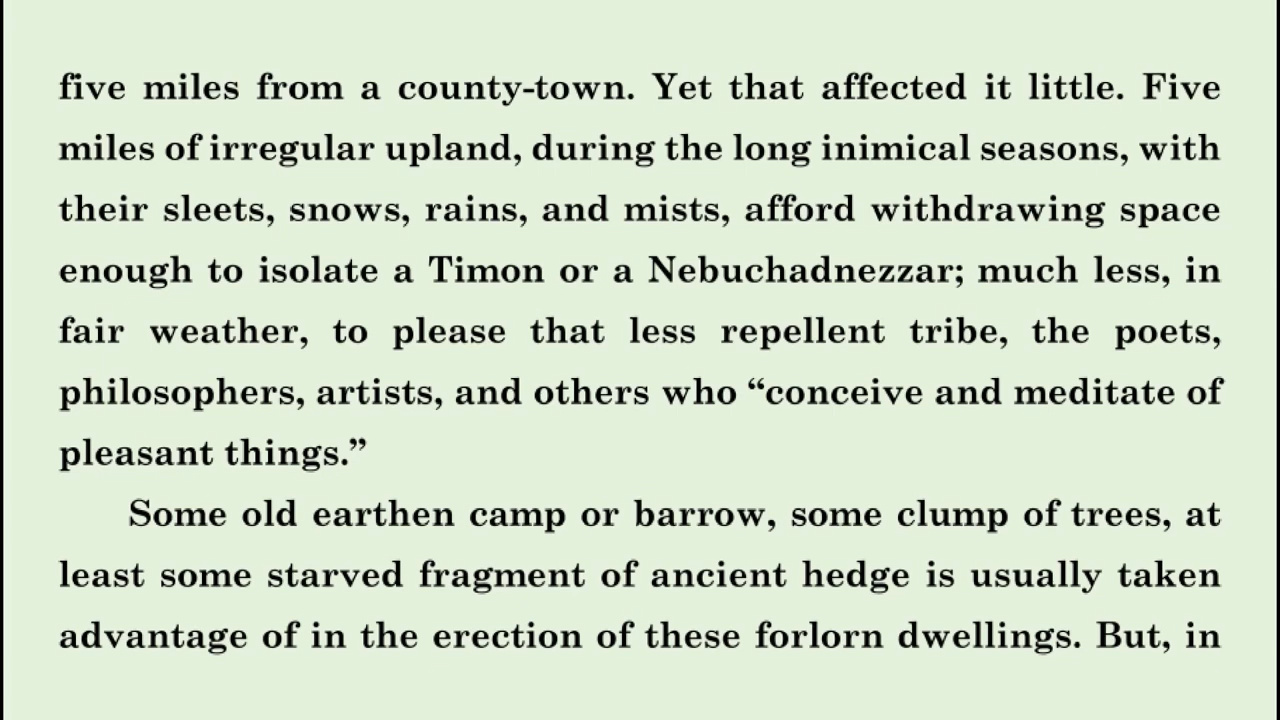 five miles from a county-town. Yet that affected it little. Five
miles of irregular upland, during the long inimical seasons, with
their sleets, snows, rains, and mists, afford withdrawing space
enough to isolate a Timon or a Nebuchadnezzar; much less, in
fair weather, to please that less repellent tribe, the poets,
philosophers, artists, and others who “conceive and meditate of
pleasant things.”
Some old earthen camp or barrow, some clump of trees, at
least some starved fragment of ancient hedge is usually taken
advantage of in the erection of these forlorn dwellings. But, in